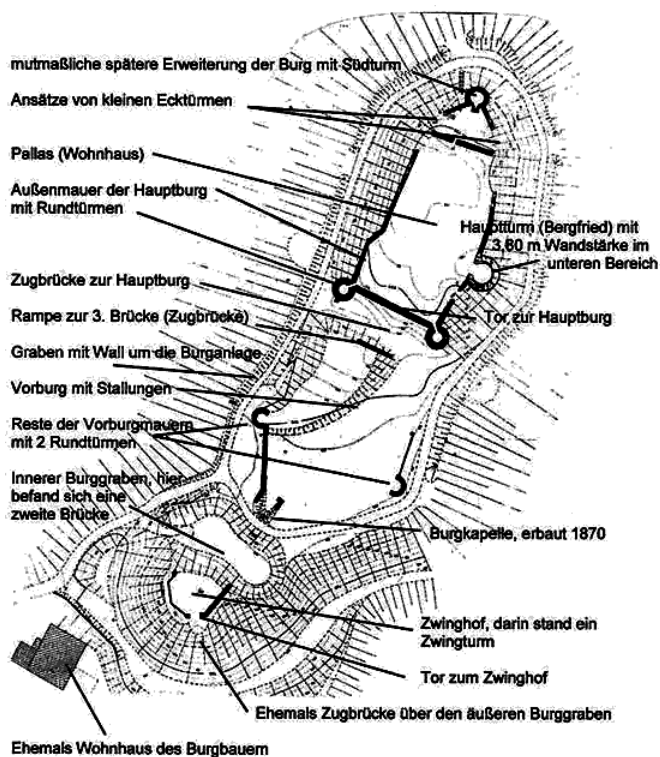 mutmaßliche spätere Erweiterung der Burg mit Südturm
Ansätze von kleinen Ecktürmen
Pallas (Wohnhaus)
Außenmauer der Hauptburg
mit Rundtürmen
Hauptturm (Bergfried) mit
3,80 m Wandstärke im
unteren Bereich
Zugbrücke zur Hauptburg
Rampe zur 3. Brücke (Zugbrücke)
Tor zur Hauptburg
Graben mit Wall um die Burganlage
Vorburg mit Stallungen
Reste der Vorburgmauern
mit 2 Rundtürmen
Innerer Burggraben, hier
befand sich eine
zweite Brücke
Burgkapelle, erbaut 1870
Zwinghof, darin stand ein
Zwingturm
Tor zum Zwinghof
Ehemals Zugbrücke über den äußeren Burggraben
Ehemals Wohnhaus des Burgbauern